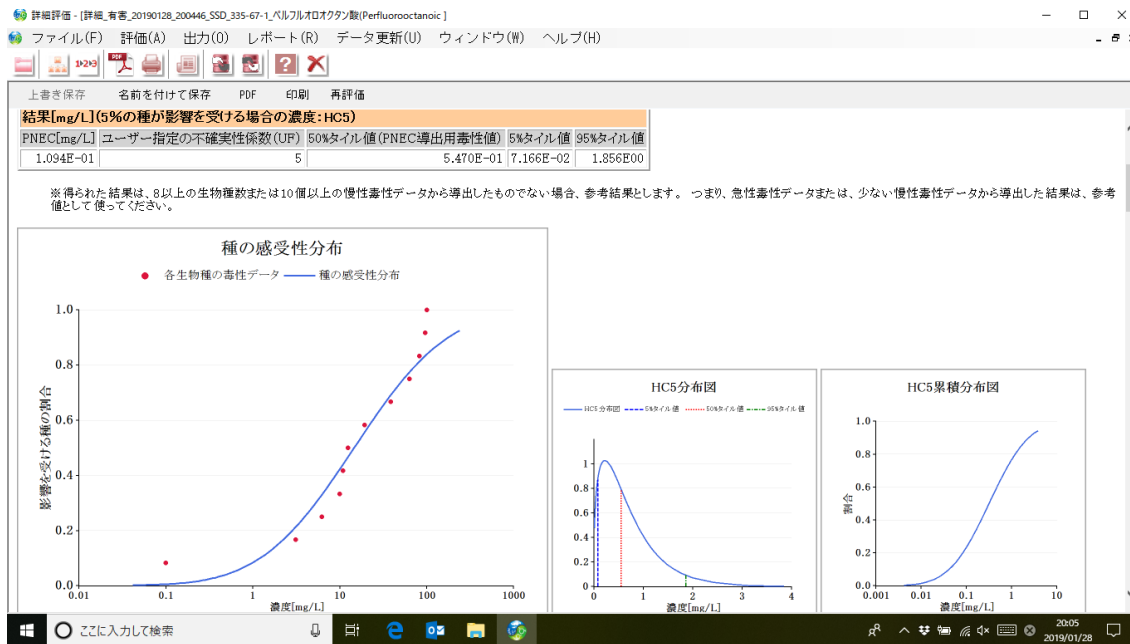 詳細評価 - [詳細_有害_20190128_200446_SSD_335-67-1_ペルフルオロオクタン酸(Perfluorooctanoic ]
ファイル(F) 評価(A) 出力(O) レポート(R) データ更新(U) ウィンドウ(W) ヘルプ(H)
1▸2▸3 PDF
上書き保存 名前を付けて保存 PDF 印刷 再評価
結果[mg/L](5%の種が影響を受ける場合の濃度:HC5)
PNEC[mg/L] ユーザー指定の不確実性係数(UF) 50%タイル値(PNEC導出用毒性値) 5%タイル値 95%タイル値
1.094E-01 5 5.470E-01 7.166E-02 1.856E00
※得られた結果は、8以上の生物種数または10個以上の慢性毒性データから導出したものでない場合、参考結果とします。 つまり、急性毒性データまたは、少ない慢性毒性データから導出した結果は、参考
値として使ってください。
種の感受性分布
各生物種の毒性データ 種の感受性分布
1.0
0.8
0.6
0.4
0.2
0.0
影響を受ける種の割合
0.01 0.1 1 10 100 1000
濃度[mg/L]
HC5分布図
HC5分布図 5%タイル値 50%タイル値 95%タイル値
1
0.8
0.6
0.4
0.2
0
0 1 2 3 4
濃度[mg/L]
HC5累積分布図
1.0
0.8
0.6
0.4
0.2
0.0
割合
0.001 0.01 0.1 1 10
濃度[mg/L]
ここに入力して検索
20:05
2019/01/28